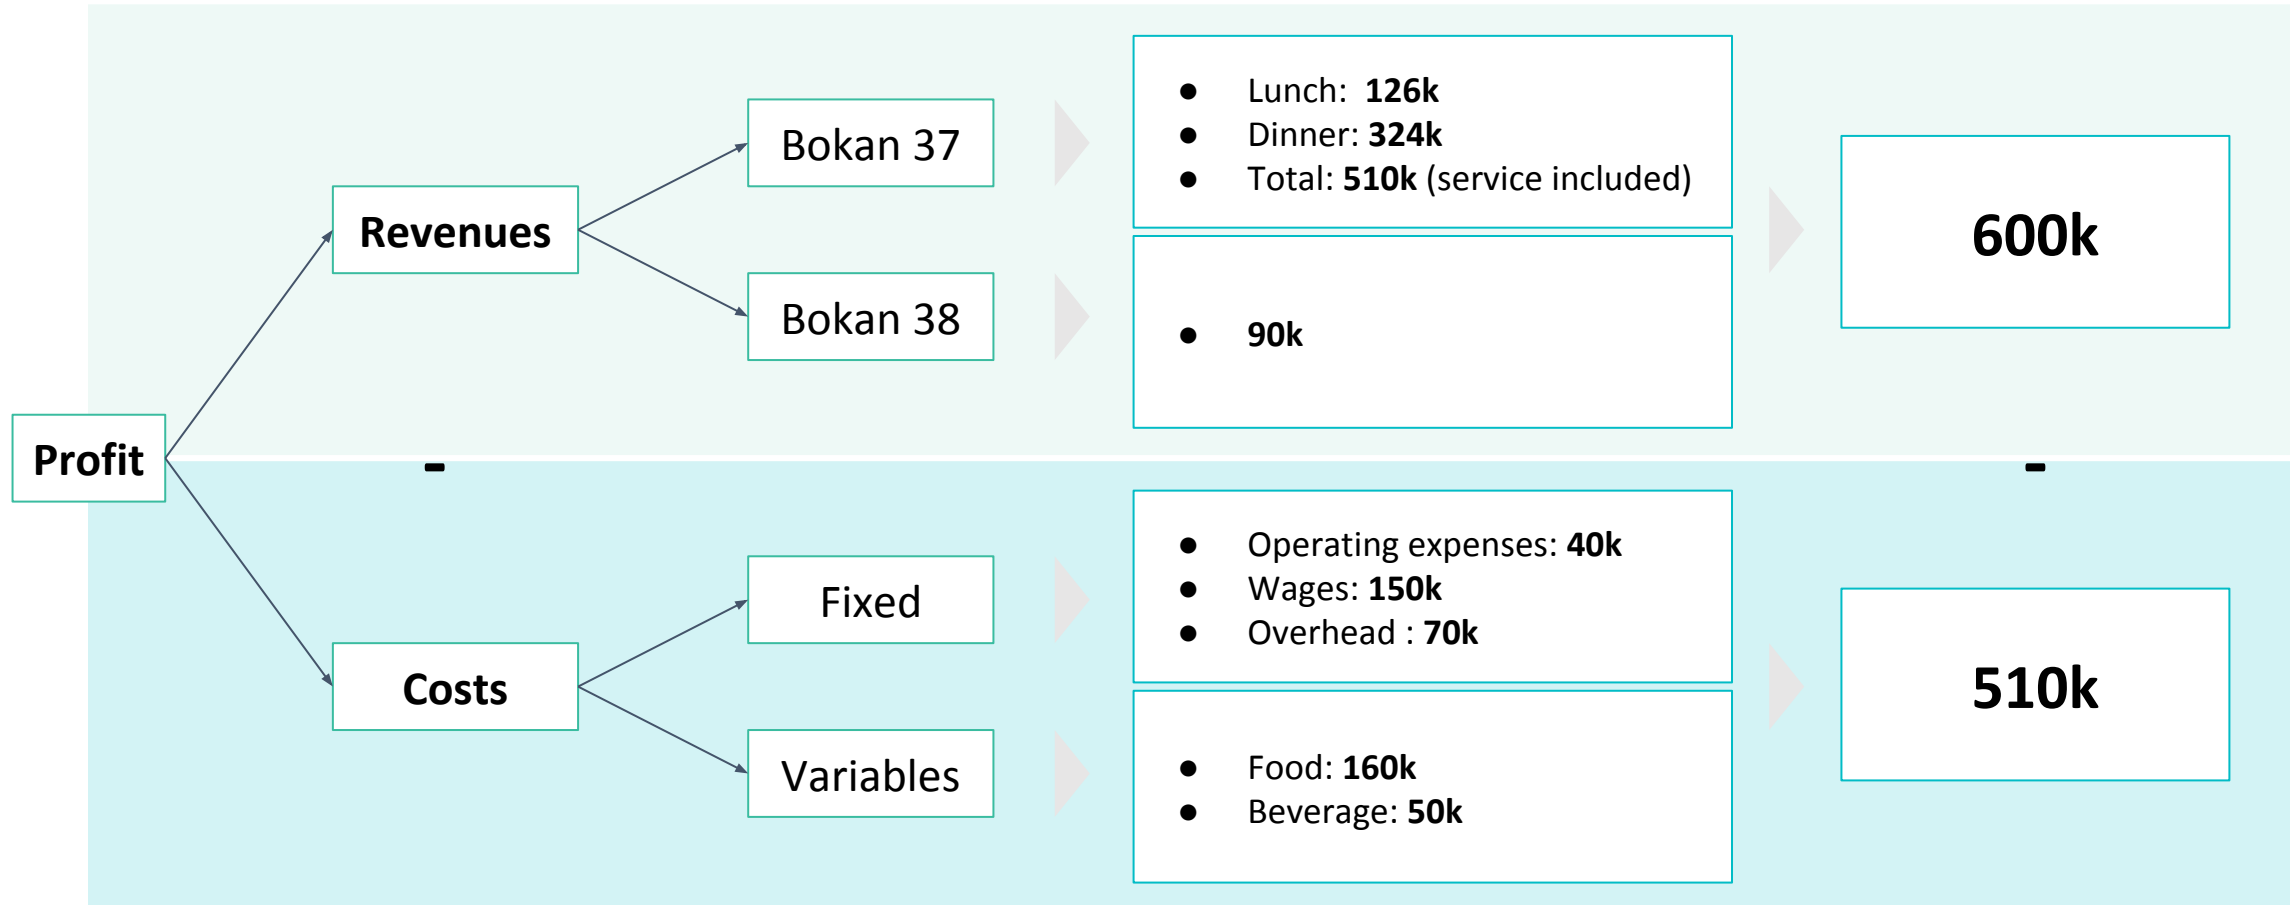 Profit
Revenues
Bokan 37
● Lunch: 126k
● Dinner: 324k
● Total: 510k (service included)
Bokan 38
● 90k
600k
-
-
Costs
Fixed
● Operating expenses: 40k
● Wages: 150k
● Overhead : 70k
Variables
● Food: 160k
● Beverage: 50k
510k